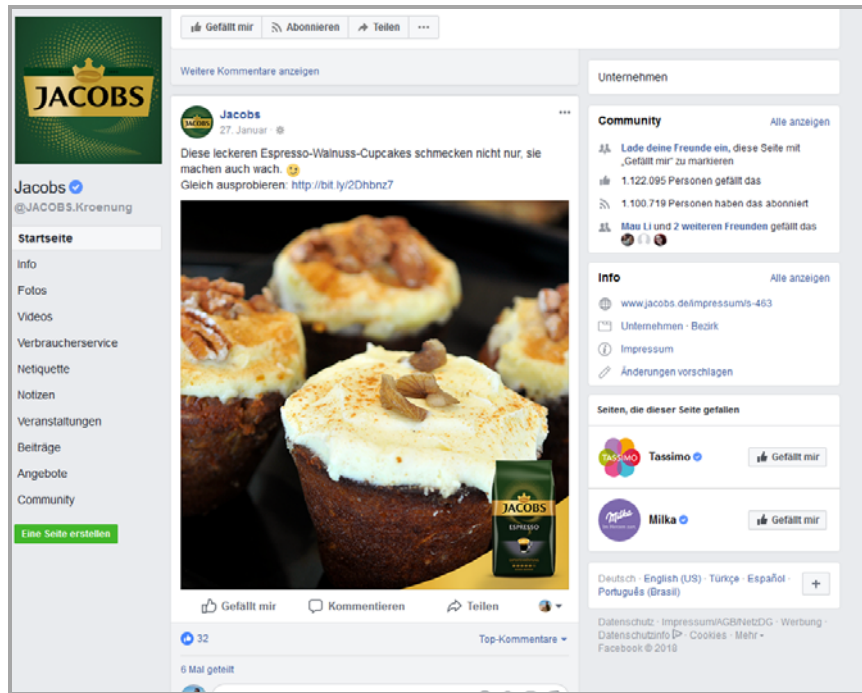 JACOBS
Jacobs
@JACOBS.Kroenung
Startseite
Info
Fotos
Videos
Verbraucherservice
Netiquette
Notizen
Veranstaltungen
Beiträge
Angebote
Community
Eine Seite erstellen
Gefällt mir Abonnieren Teilen ...
Weitere Kommentare anzeigen
JACOBS
Jacobs
27. Januar ·
Diese leckeren Espresso-Walnuss-Cupcakes schmecken nicht nur, sie
machen auch wach.
Gleich ausprobieren: http://bit.ly/2Dhbnz7
JACOBS
ESPRESSO
Gefällt mir Kommentieren Teilen
32 Top-Kommentare
6 Mal geteilt
Unternehmen
Community Alle anzeigen
Lade deine Freunde ein, diese Seite mit
„Gefällt mir“ zu markieren
1.122.095 Personen gefällt das
1.100.719 Personen haben das abonniert
Mau Li und 2 weiteren Freunden gefällt das
Info Alle anzeigen
www.jacobs.de/impressum/s-463
Unternehmen · Bezirk
Impressum
Änderungen vorschlagen
Seiten, die dieser Seite gefallen
TASSIMO
Tassimo Gefällt mir
Milka
Milka Gefällt mir
Deutsch · English (US) · Türkçe · Español ·
Português (Brasil)
+
Datenschutz · Impressum/AGB/NetzDG · Werbung ·
Datenschutzinfo · Cookies · Mehr
Facebook © 2018